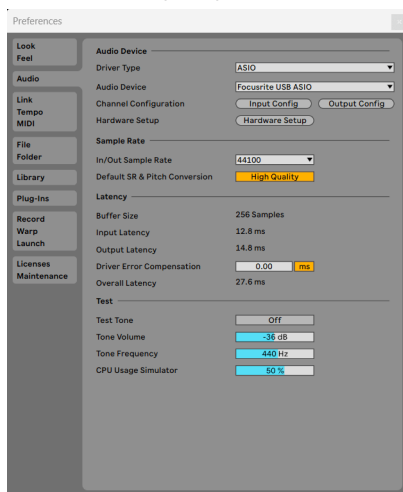 Preferences
Look
Feel
Audio
Link
Tempo
MIDI
File
Folder
Library
Plug-Ins
Record
Warp
Launch
Licenses
Maintenance
Audio Device
Driver Type ASIO
Audio Device Focusrite USB ASIO
Channel Configuration Input Config Output Config
Hardware Setup Hardware Setup
Sample Rate
In/Out Sample Rate 44100
Default SR & Pitch Conversion High Quality
Latency
Buffer Size 256 Samples
Input Latency 12.8 ms
Output Latency 14.8 ms
Driver Error Compensation 0.00 ms
Overall Latency 27.6 ms
Test
Test Tone Off
Tone Volume -36 dB
Tone Frequency 440 Hz
CPU Usage Simulator 50 %